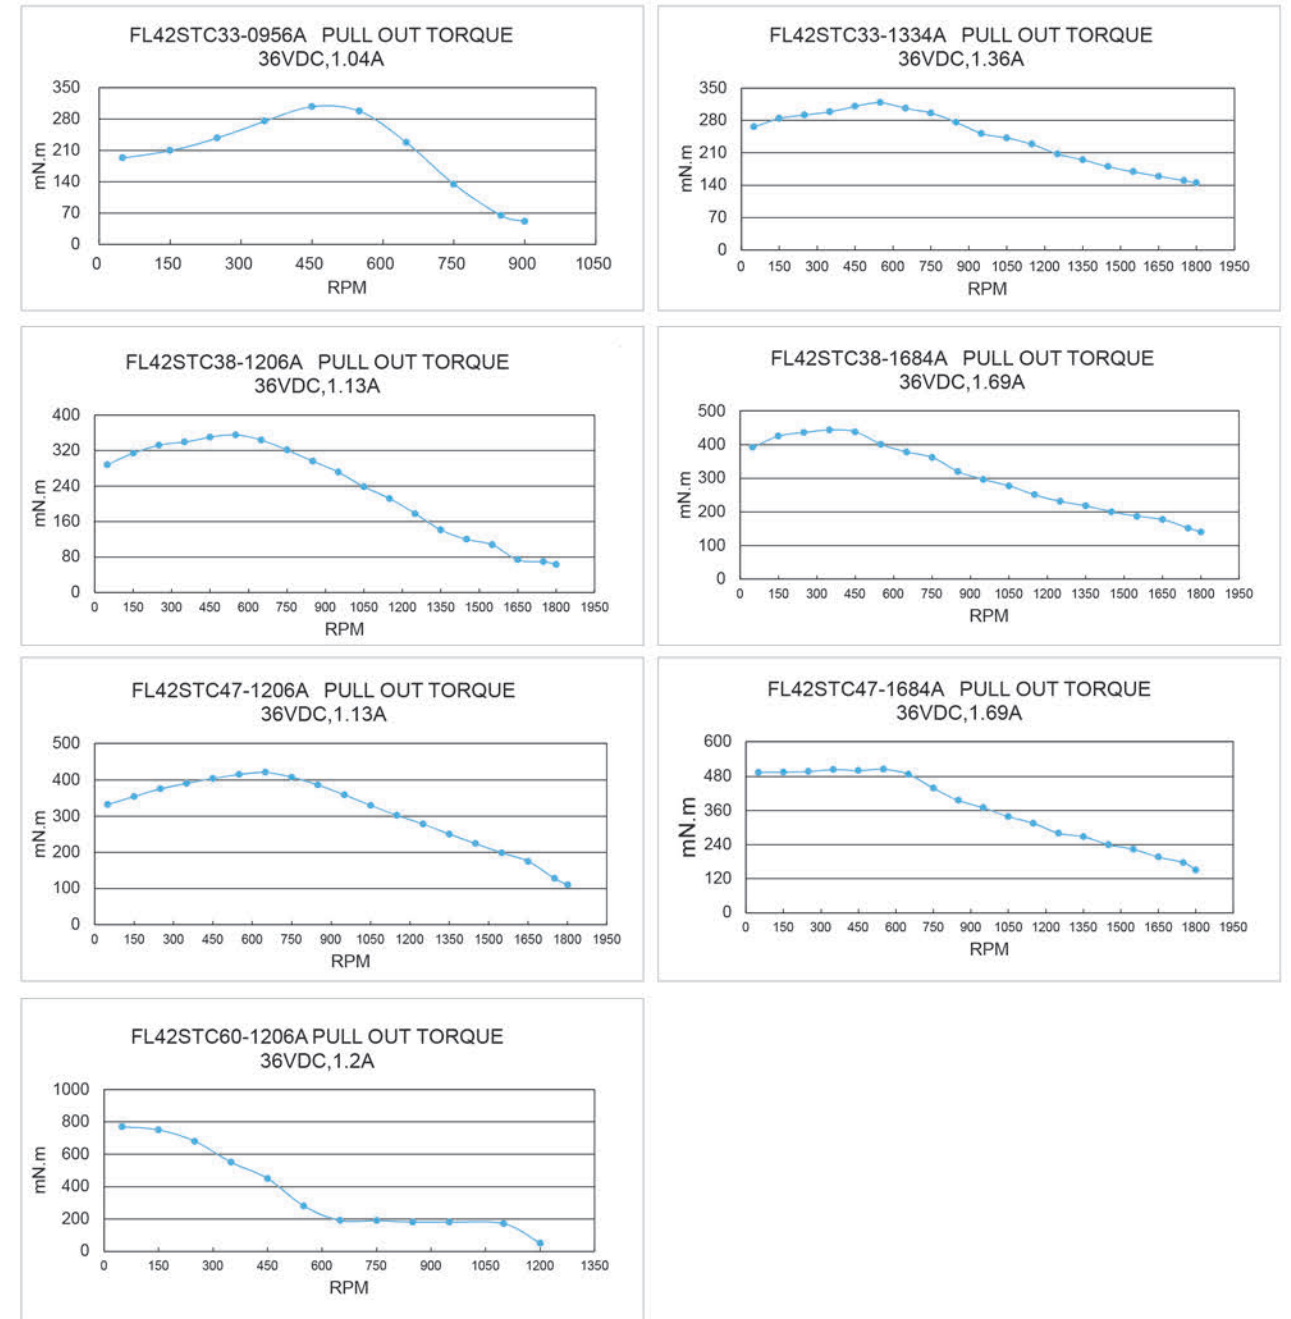 FL42STC33-0956A PULL OUT TORQUE
36VDC,1.04A
mN.m
350
280
210
140
70
0
0 150 300 450 600 750 900 1050
RPM
FL42STC33-1334A PULL OUT TORQUE
36VDC,1.36A
mN.m
350
280
210
140
70
0
0 150 300 450 600 750 900 1050 1200 1350 1500 1650 1800 1950
RPM
FL42STC38-1206A PULL OUT TORQUE
36VDC,1.13A
mN.m
400
320
240
160
80
0
0 150 300 450 600 750 900 1050 1200 1350 1500 1650 1800 1950
RPM
FL42STC38-1684A PULL OUT TORQUE
36VDC,1.69A
mN.m
500
400
300
200
100
0
0 150 300 450 600 750 900 1050 1200 1350 1500 1650 1800 1950
RPM
FL42STC47-1206A PULL OUT TORQUE
36VDC,1.13A
mN.m
500
400
300
200
100
0
0 150 300 450 600 750 900 1050 1200 1350 1500 1650 1800 1950
RPM
FL42STC47-1684A PULL OUT TORQUE
36VDC,1.69A
mN.m
600
480
360
240
120
0
0 150 300 450 600 750 900 1050 1200 1350 1500 1650 1800 1950
RPM
FL42STC60-1206A PULL OUT TORQUE
36VDC,1.2A
mN.m
1000
800
600
400
200
0
0 150 300 450 600 750 900 1050 1200 1350
RPM